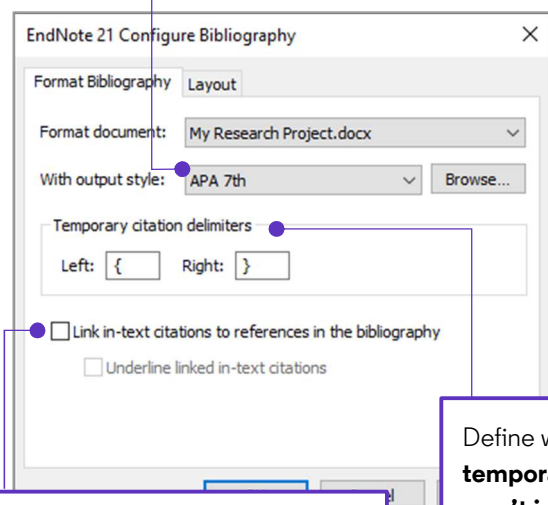 EndNote 21 Configure Bibliography
Format Bibliography Layout
Format document: My Research Project.docx
With output style: APA 7th Browse...
Temporary citation delimiters
Left: { Right: }
Link in-text citations to references in the bibliography
Underline linked in-text citations
Define